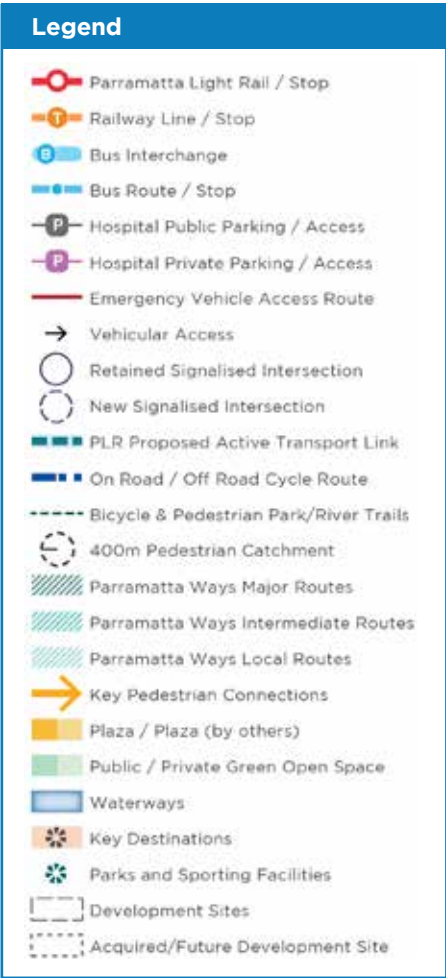 Legend
Parramatta Light Rail / Stop
T Railway Line / Stop
B Bus Interchange
Bus Route / Stop
P Hospital Public Parking / Access
P Hospital Private Parking / Access
Emergency Vehicle Access Route
Vehicular Access
Retained Signalised Intersection
New Signalised Intersection
PLR Proposed Active Transport Link
On Road / Off Road Cycle Route
Bicycle & Pedestrian Park/River Trails
400m Pedestrian Catchment
Parramatta Ways Major Routes
Parramatta Ways Intermediate Routes
Parramatta Ways Local Routes
Key Pedestrian Connections
Plaza / Plaza (by others)
Public / Private Green Open Space
Waterways
Key Destinations
Parks and Sporting Facilities
Development Sites
Acquired/Future Development Site